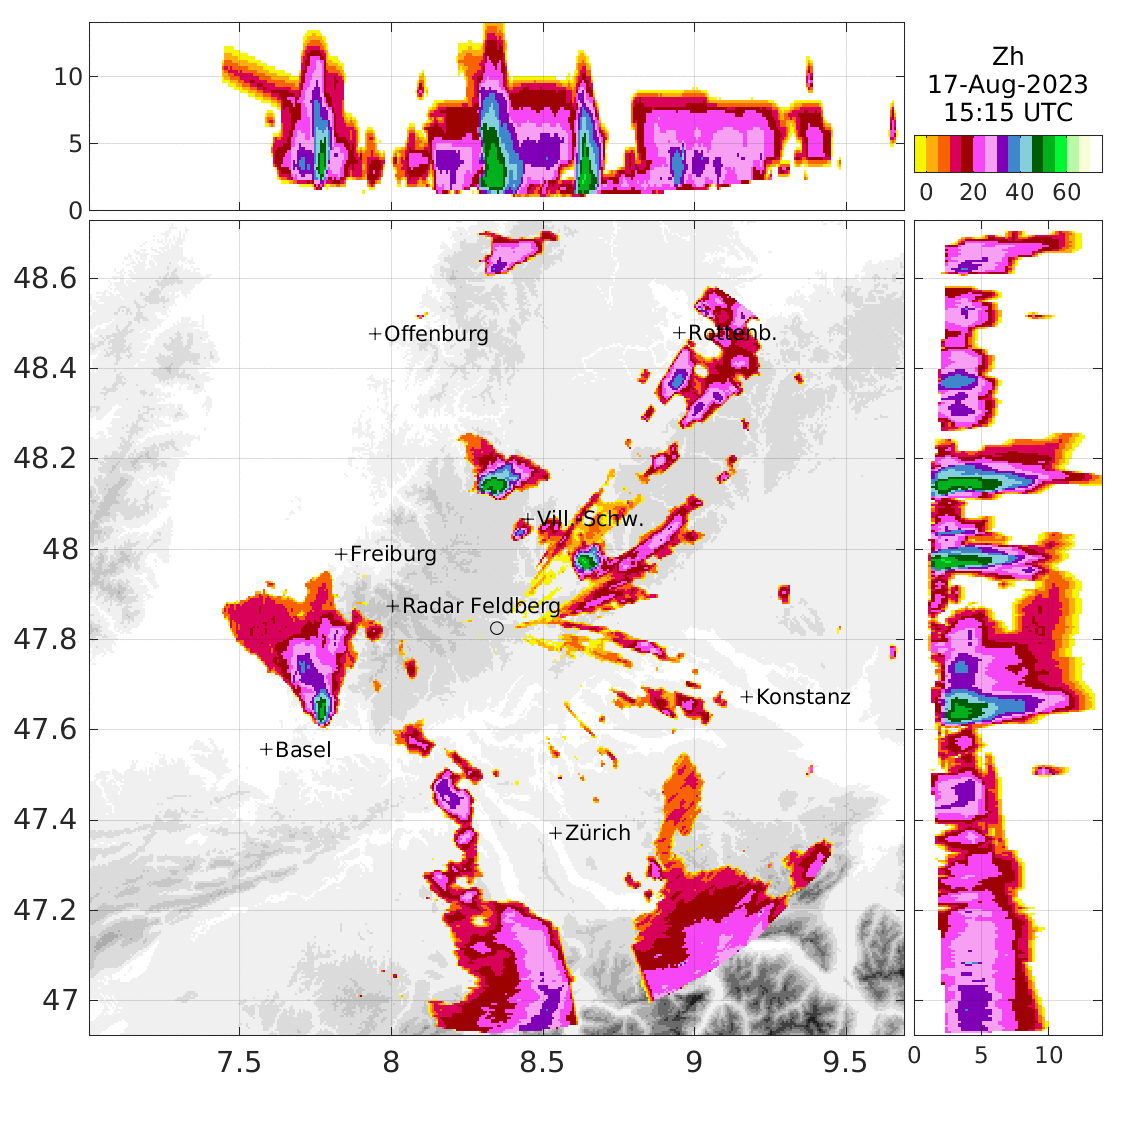 Zh
17-Aug-2023
15:15 UTC
0 20 40 60
10
5
0
48.6
48.4
48.2
48
47.8
47.6
47.4
47.2
47
+Offenburg
+Rottenb.
+Vill.-Schw.
+Freiburg
+Radar Feldberg
+Konstanz
+Basel
+Zürich
7.5 8 8.5 9 9.5
0 5 10